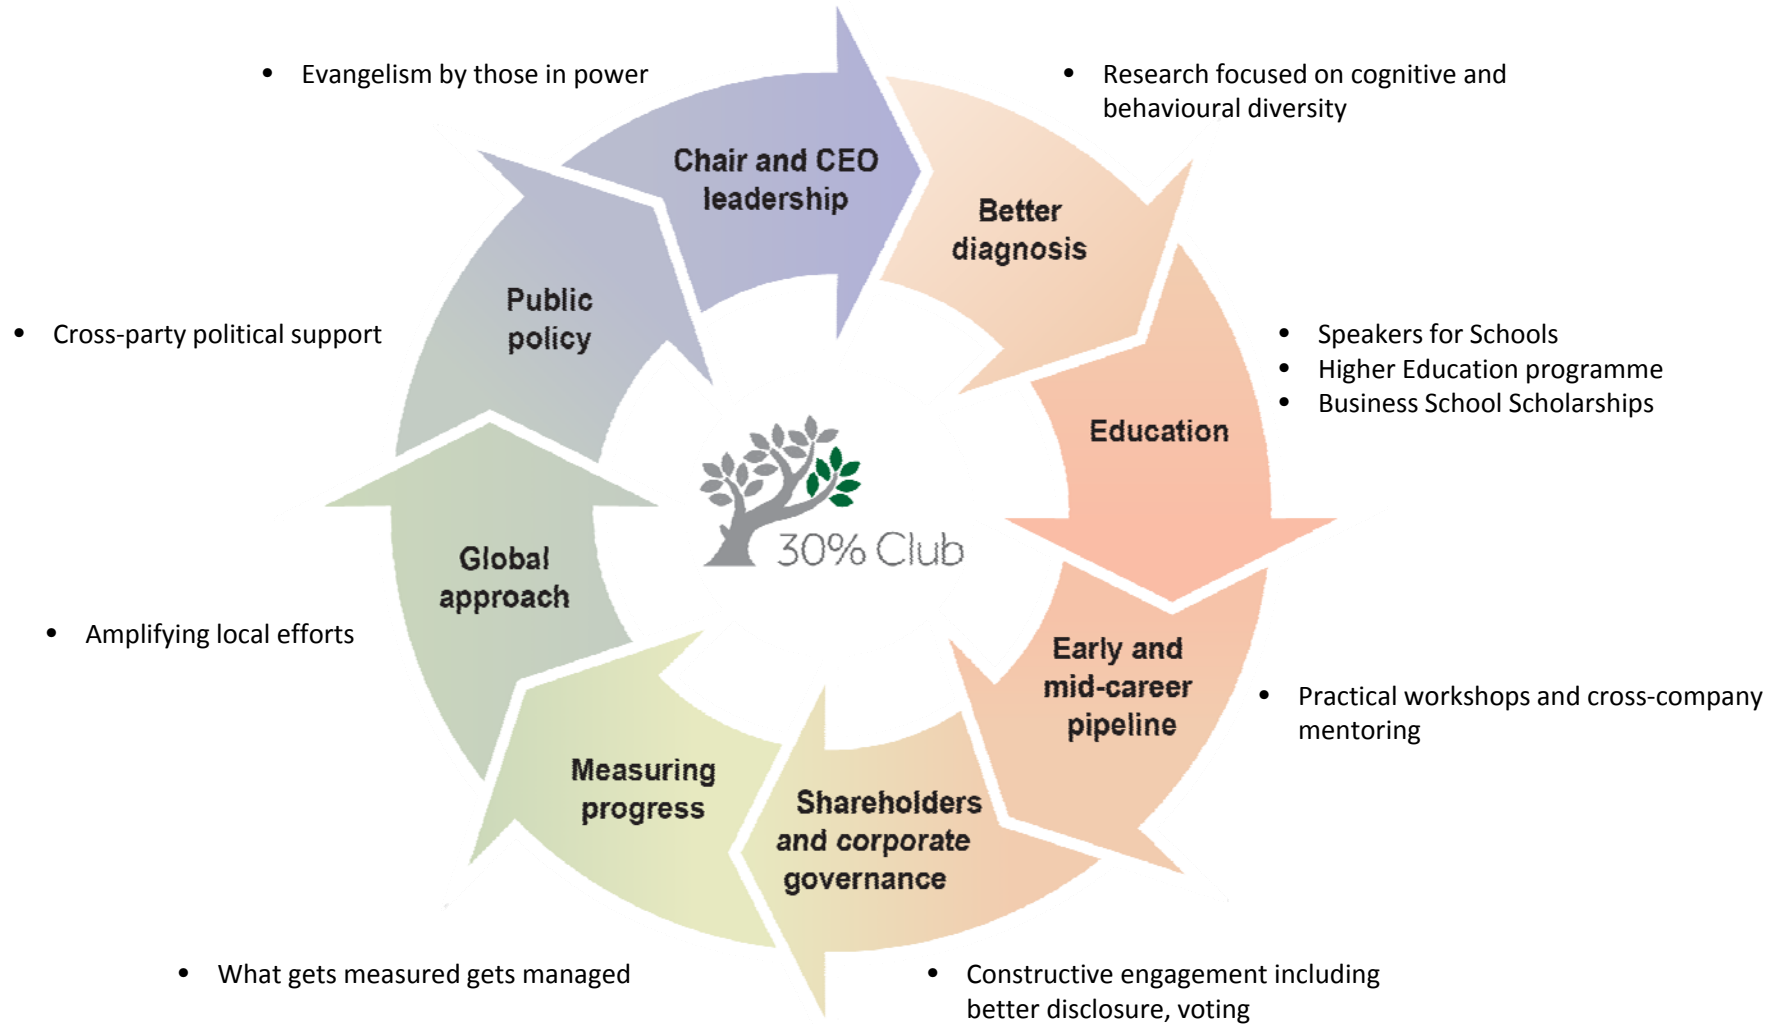 • Evangelism by those in power
• Research focused on cognitive and
behavioural diversity
Chair and CEO
leadership
Better
diagnosis
Public
policy
• Cross-party political support
• Speakers for Schools
• Higher Education programme
• Business School Scholarships
Education
30% Club
Global
approach
• Amplifying local efforts
Early and
mid-career
pipeline
• Practical workshops and cross-company
mentoring
Measuring
progress
Shareholders
and corporate
governance
• What gets measured gets managed
• Constructive engagement including
better disclosure, voting